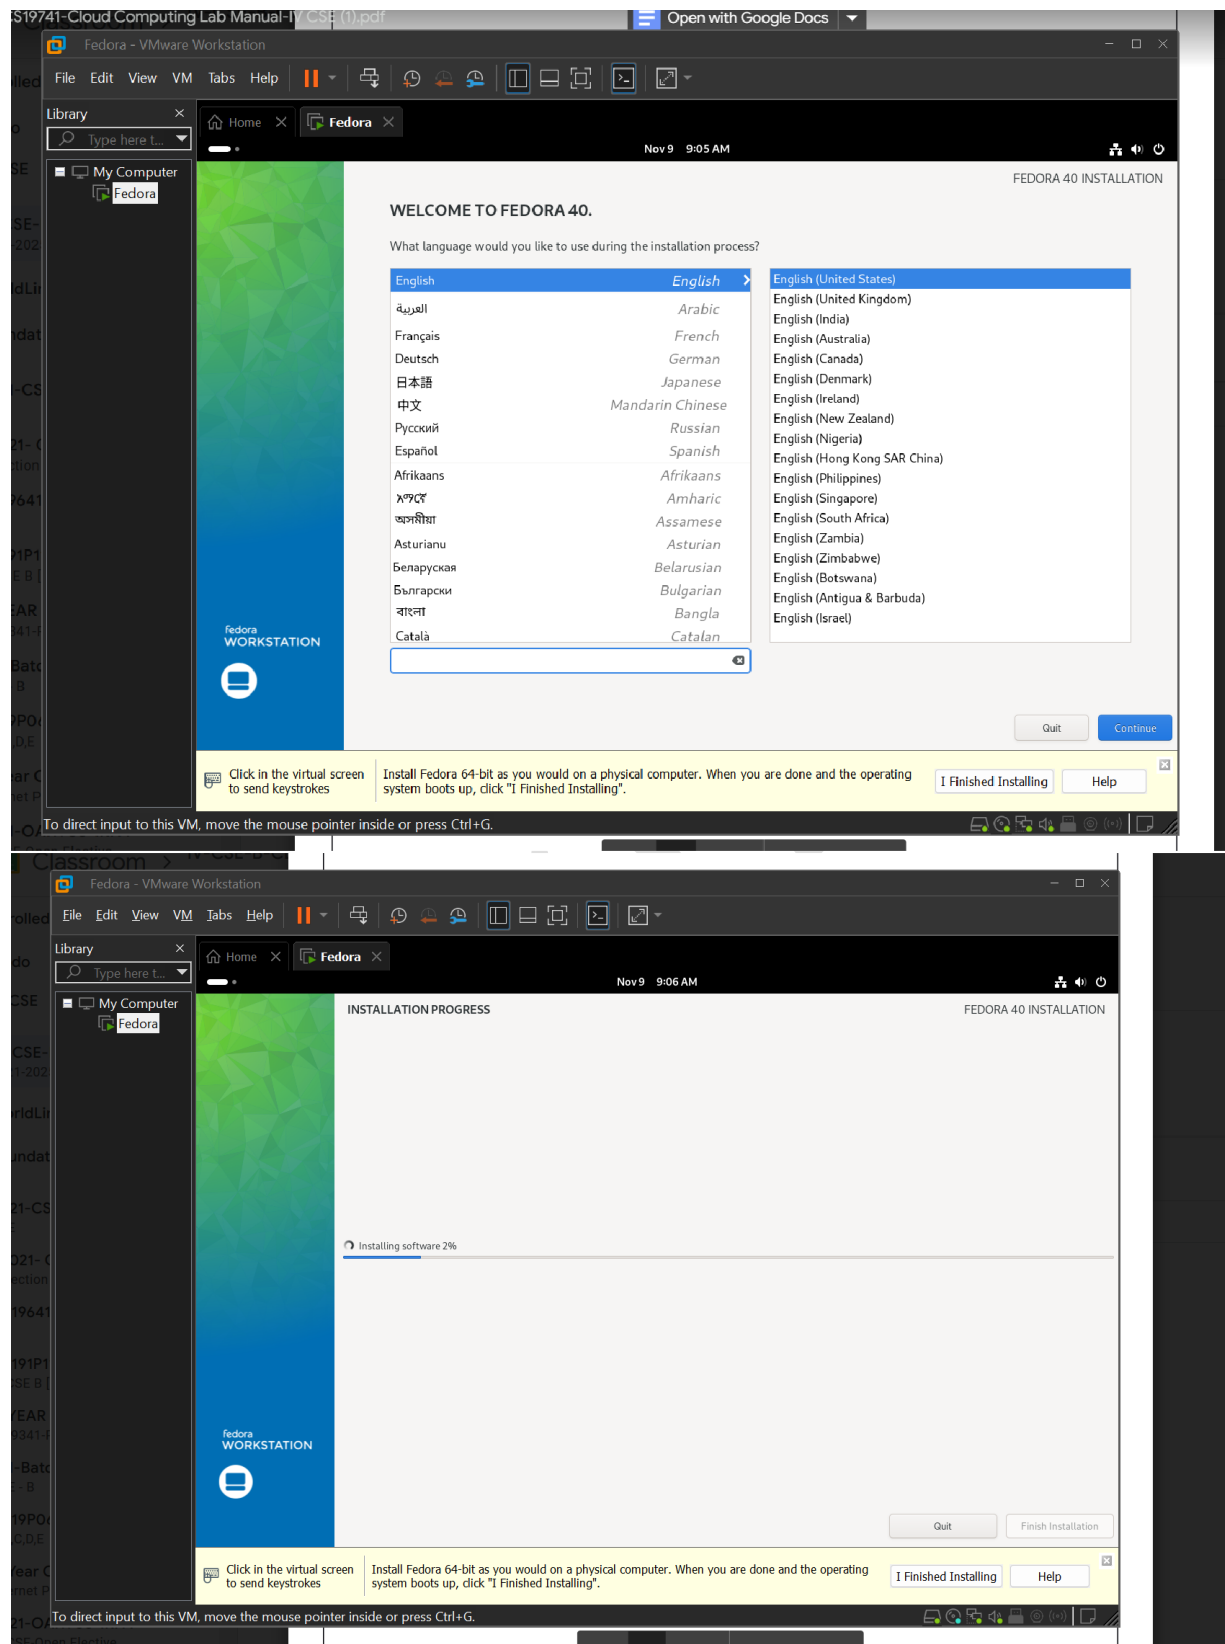 S19741-Cloud Computing Lab Manual-IV CSE (1).pdf
Open with Google Docs
Fedora - VMware Workstation
File Edit View VM Tabs Help
Library
Type here t...
My Computer
Fedora
Home
Fedora
Nov 9 9:05 AM
FEDORA 40 INSTALLATION
WELCOME TO FEDORA 40.
What language would you like to use during the installation process?
English English
العربية Arabic
Français French
Deutsch German
日本語 Japanese
中文 Mandarin Chinese
Русский Russian
Español Spanish
Afrikaans Afrikaans
አማርኛ Amharic
অসমীয়া Assamese
Asturianu Asturian
Беларуская Belarusian
Български Bulgarian
বাংলা Bangla
Català Catalan
English (United States)
English (United Kingdom)
English (India)
English (Australia)
English (Canada)
English (Denmark)
English (Ireland)
English (New Zealand)
English (Nigeria)
English (Hong Kong SAR China)
English (Philippines)
English (Singapore)
English (South Africa)
English (Zambia)
English (Zimbabwe)
English (Botswana)
English (Antigua & Barbuda)
English (Israel)
fedora
WORKSTATION
Quit Continue
Click in the virtual screen
to send keystrokes
Install Fedora 64-bit as you would on a physical computer. When you are done and the operating
system boots up, click "I Finished Installing".
I Finished Installing Help
To direct input to this VM, move the mouse pointer inside or press Ctrl+G.
Classroom >
Fedora - VMware Workstation
File Edit View VM Tabs Help
Library
Type here t...
My Computer
Fedora
Home
Fedora
Nov 9 9:06 AM
INSTALLATION PROGRESS
FEDORA 40 INSTALLATION
Installing software 2%
fedora
WORKSTATION
Quit Finish Installation
Click in the virtual screen
to send keystrokes
Install Fedora 64-bit as you would on a physical computer. When you are done and the operating
system boots up, click "I Finished Installing".
I Finished Installing Help
To direct input to this VM, move the mouse pointer inside or press Ctrl+G.